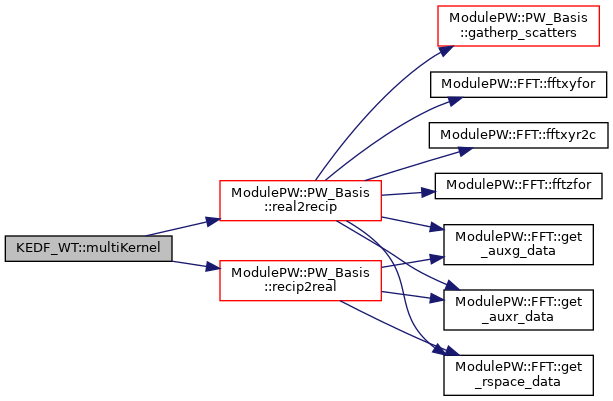 KEDF_WT::multiKernel
ModulePW::PW_Basis
::real2recip
ModulePW::PW_Basis
::recip2real
ModulePW::PW_Basis
::gatherp_scatters
ModulePW::FFT::fftxyfor
ModulePW::FFT::fftxyr2c
ModulePW::FFT::fftzfor
ModulePW::FFT::get
_auxg_data
ModulePW::FFT::get
_auxr_data
ModulePW::FFT::get
_rspace_data